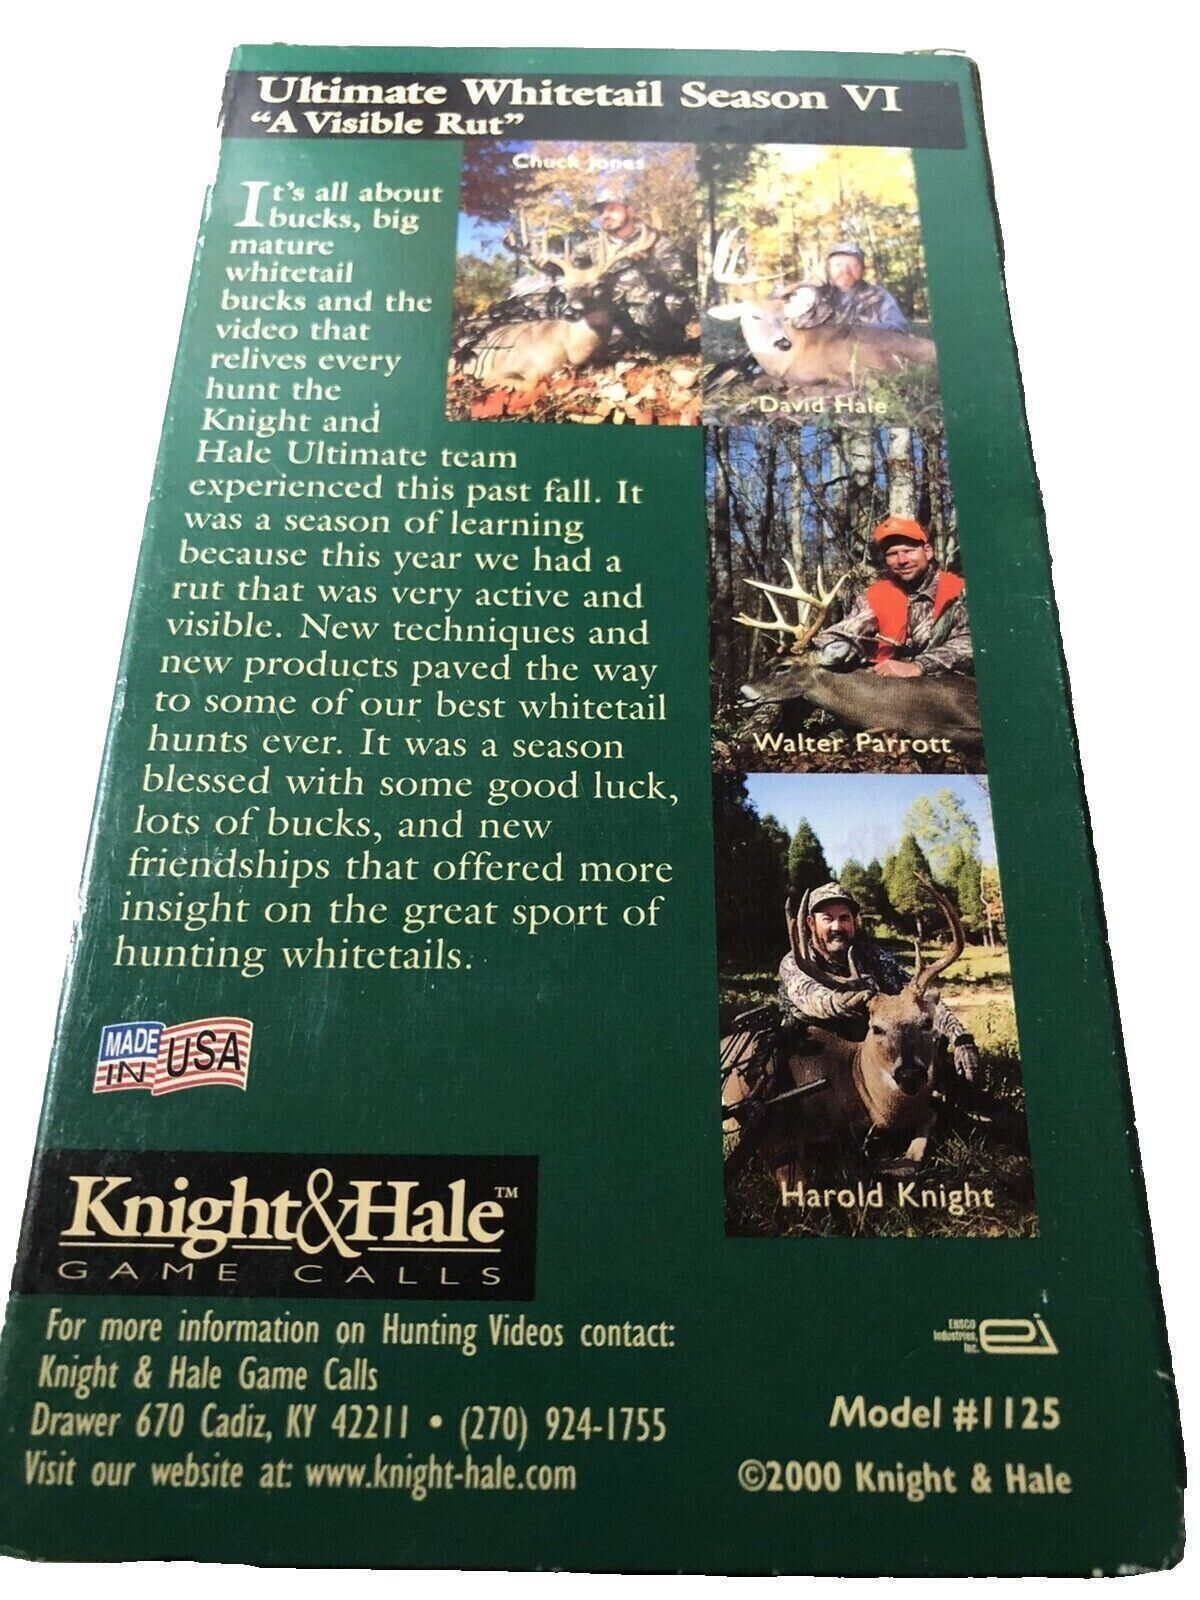 Ultimate Whitetail Season VI
"A Visible Rut"
Chuck Jones
It's all about
bucks, big
mature
whitetail
bucks and the
video that
relives every
hunt the
Knight and
Hale Ultimate team
experienced this past fall. It
was a season of learning
because this year we had a
rut that was very active and
visible. New techniques and
new products paved the way
to some of our best whitetail
hunts ever. It was a season
blessed with some good luck,
lots of bucks, and new
friendships that offered more
insight on the great sport of
hunting whitetails.
David Hale
Walter Parrott
Harold Knight
MADE
IN USA
Knight&Hale™
GAME CALLS
For more information on Hunting Videos contact:
Knight & Hale Game Calls
Drawer 670 Cadiz, KY 42211 • (270) 924-1755
Visit our website at: www.knight-hale.com
EBSCO
Industries,
Inc.
ei
Model #1125
©2000 Knight & Hale